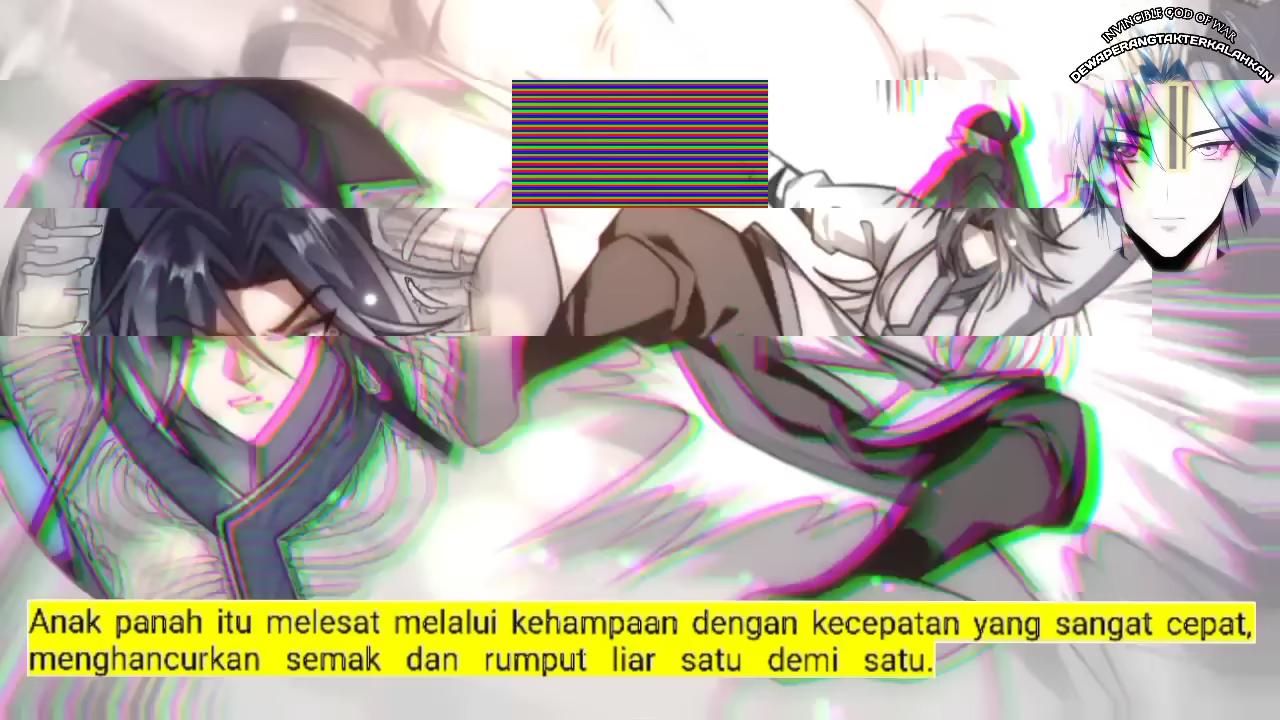 INVINCIBLE GOD OF WAR
DEWAPERANGTAKTERKALAHKAN
Anak panah itu melesat melalui kehampaan dengan kecepatan yang sangat cepat,
menghancurkan semak dan rumput liar satu demi satu.